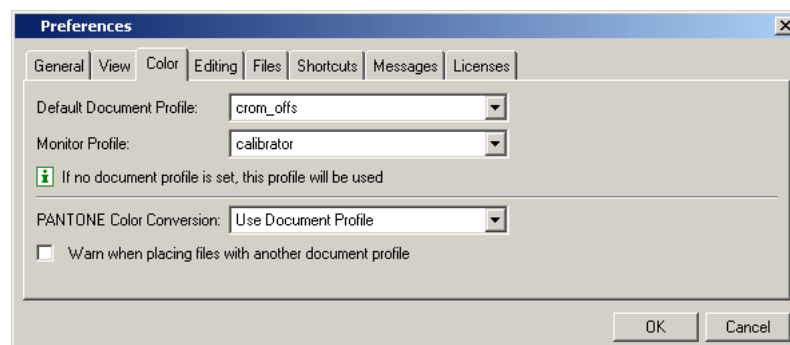 Preferences
General View Color Editing Files Shortcuts Messages Licenses
Default Document Profile: crom_offs
Monitor Profile: calibrator
If no document profile is set, this profile will be used
PANTONE Color Conversion: Use Document Profile
Warn when placing files with another document profile
OK Cancel